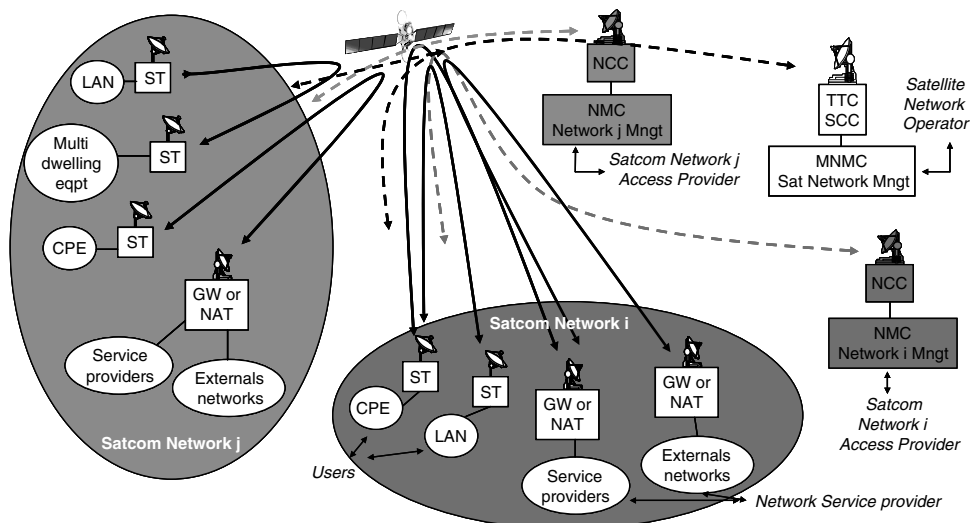 LAN
ST
Multi
dwelling
eqpt
ST
CPE
ST
GW or
NAT
Service
providers
Externals
networks
Satcom Network j
NCC
NMC
Network j Mngt
Satcom Network j
Access Provider
TTC
SCC
MNMC
Sat Network Mngt
Satellite
Network
Operator
NCC
NMC
Network i Mngt
Satcom
Network i
Access Provider
Satcom Network i
ST
CPE
ST
LAN
GW or
NAT
Service
providers
GW or
NAT
Externals
networks
Users
Network Service provider